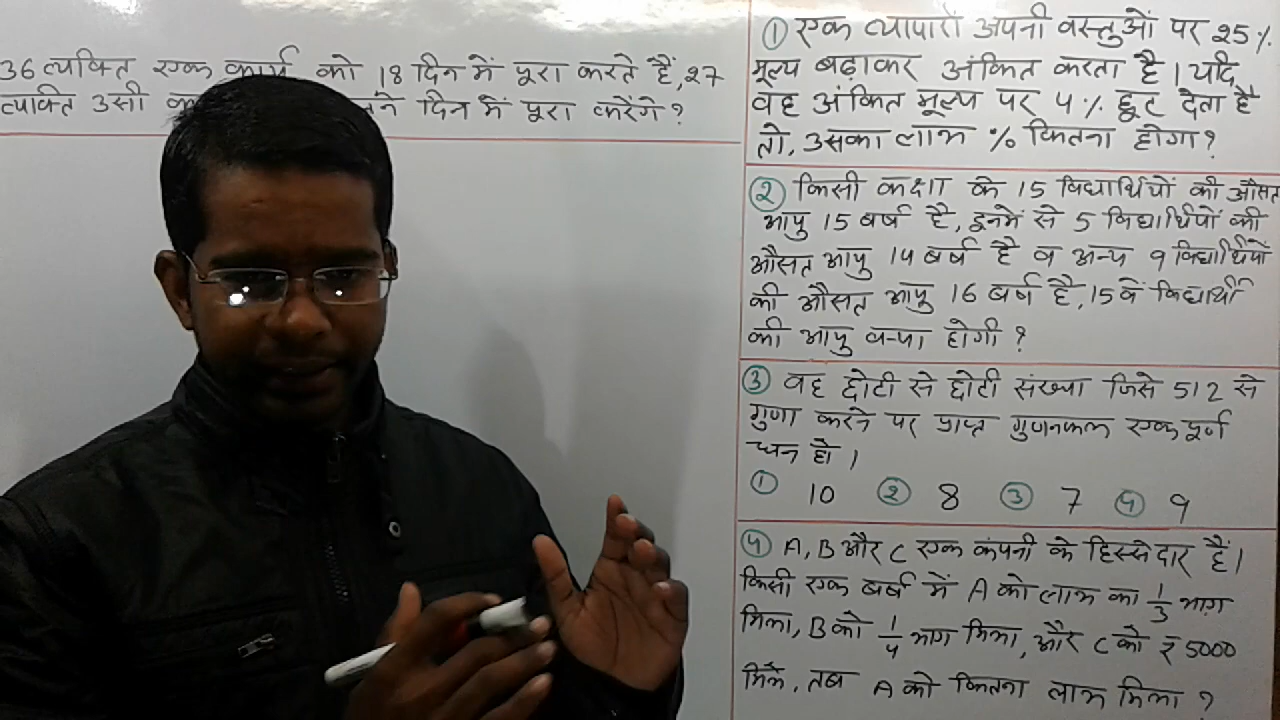 36 व्यक्ति एक कार्य को 18 दिन में पूरा करते हैं, 27
व्यक्ति उसी दिन में पूरा करेंगे ?
① एक व्यापारी अपनी वस्तुओं पर 25 %
मूल्य बढ़ाकर अंकित करता है । यदि
वह अंकित मूल्य पर 4 % छूट देता है
तो, उसका लाभ % कितना होगा ?
② किसी कक्षा के 15 विद्यार्थियों की औसत
आयु 15 वर्ष है, इनमें से 5 विद्यार्थियों की
औसत आयु 14 वर्ष है व अन्य 9 विद्यार्थियों
की औसत आयु 16 वर्ष है, 15 वें विद्यार्थी
की आयु क्या होगी ?
③ वह छोटी से छोटी संख्या जिसे 512 से
गुणा करने पर प्राप्त गुणनफल एक पूर्ण
घन हो ।
① 10 ② 8 ③ 7 ④ 9
④ A, B और C एक कंपनी के हिस्सेदार हैं।
किसी एक वर्ष में A को लाभ का 1/3 भाग
मिला, B को 1/4 भाग मिला, और C को ₹ 5000
मिले, तब A को कितना लाभ मिला ?